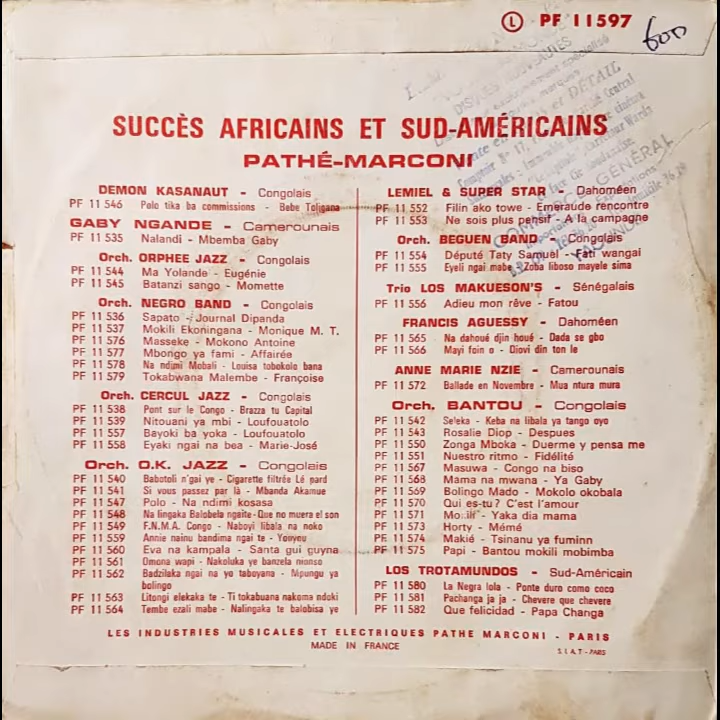 Ⓛ PF 11597
600
SUCCÈS AFRICAINS ET SUD-AMÉRICAINS
PATHÉ-MARCONI
DEMON KASANAUT - Congolais
PF 11 546 Polo tika ba commissions - Bebe Toligana
GABY NGANDE - Camerounais
PF 11 535 Nalandi - Mbemba Gaby
Orch. ORPHEE JAZZ - Congolais
PF 11 544 Ma Yolande - Eugénie
PF 11 545 Batanzi sango - Momette
Orch. NEGRO BAND - Congolais
PF 11 536 Sapato - Journal Dipanda
PF 11 537 Mokili Ekoningana - Monique M. T.
PF 11 576 Masseke - Mokono Antoine
PF 11 577 Mbongo ya fami - Affairée
PF 11 578 Na ndimi Mobali - Louisa tobokolo bana
PF 11 579 Tokabwana Malembe - Françoise
Orch. CERCUL JAZZ - Congolais
PF 11 538 Pont sur le Congo - Brazza tu Capital
PF 11 539 Nitouani ya mbi - Loufouatolo
PF 11 557 Bayoki ba yoka - Loufouatolo
PF 11 558 Eyaki ngai na bea - Marie-José
Orch. O.K. JAZZ - Congolais
PF 11 540 Babotoli n'gai ye - Cigarette filtrée Lé pard
PF 11 541 Si vous passez par là - Mbanda Akamue
PF 11 547 Polo - Na ndimi kosasa
PF 11 548 Na lingaka Balobela ngaite - Que no muera el son
PF 11 549 F.N.M.A. Congo - Naboyi libala na noko
PF 11 559 Annie nainu bandima ngai te - Youyou
PF 11 560 Eva na kampala - Santa gui guyna
PF 11 561 Omona wapi - Nakoluka ye banzela nionso
PF 11 562 Badzilaka ngai na yo taboyana - Mpungu ya
bolingo
PF 11 563 Litongi elekaka te - Ti tokabuana nakoma ndoki
PF 11 564 Tembe ezali mabe - Nalingaka te balobisa ye
LEMIEL & SUPER STAR - Dahoméen
PF 11 552 Filin ako towe - Emeraude rencontre
PF 11 553 Ne sois plus pensif - A la campagne
Orch. BEGUEN BAND - Congolais
PF 11 554 Député Taty Samuel - Fati wangai
PF 11 555 Eyeli ngai mabe - Zoba liboso mayele sima
Trio LOS MAKUESON'S - Sénégalais
PF 11 556 Adieu mon rêve - Fatou
FRANCIS AGUESSY - Dahoméen
PF 11 565 Na dahoué djin houé - Dada se gbo
PF 11 566 Mayi foin o - Diovi din ton le
ANNE MARIE NZIE - Camerounais
PF 11 572 Ballade en Novembre - Mua ntura mura
Orch. BANTOU - Congolais
PF 11 542 Seleka - Keba na libala ya tango oyo
PF 11 543 Rosalie Diop - Despues
PF 11 550 Zonga Mboka - Duerme y pensa me
PF 11 551 Nuestro ritmo - Fidélité
PF 11 567 Masuwa - Congo na biso
PF 11 568 Mama na mwana - Ya Gaby
PF 11 569 Bolingo Mado - Mokolo okobala
PF 11 570 Qui es-tu ? C'est l'amour
PF 11 571 - Yaka dia mama
PF 11 573 Horty - Mémé
PF 11 574 Makié - Tsinanu ya fuminn
PF 11 575 Papi - Bantou mokili mobimba
LOS TROTAMUNDOS - Sud-Américain
PF 11 580 La Negra lola - Ponte duro como coco
PF 11 581 Pachanga ja ja - Chevere que chevere
PF 11 582 Que felicidad - Papa Changa
LES INDUSTRIES MUSICALES ET ELECTRIQUES PATHE MARCONI - PARIS
MADE IN FRANCE
S. I. A. T - PARIS